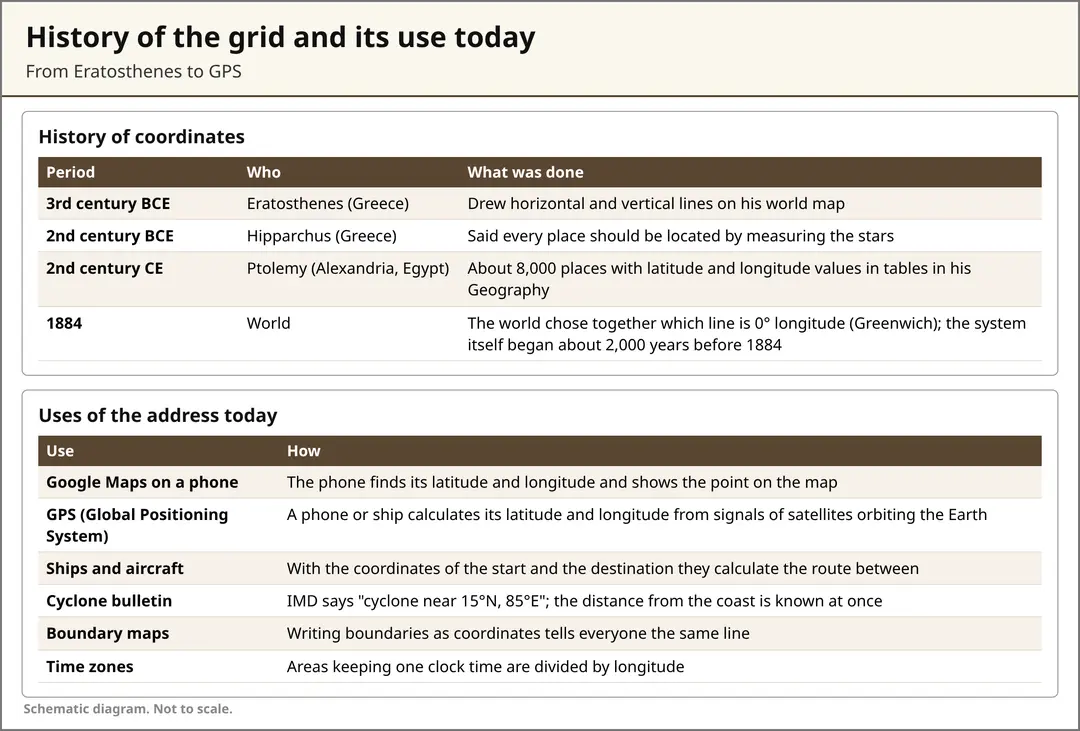 History of the grid and its use today
From Eratosthenes to GPS
History of coordinates
Period Who What was done
3rd century BCE Eratosthenes (Greece) Drew horizontal and vertical lines on his world map
2nd century BCE Hipparchus (Greece) Said every place should be located by measuring the stars
2nd century CE Ptolemy (Alexandria, Egypt) About 8,000 places with latitude and longitude values in tables in his
Geography
1884 World The world chose together which line is 0° longitude (Greenwich); the system
itself began about 2,000 years before 1884
Uses of the address today
Use How
Google Maps on a phone The phone finds its latitude and longitude and shows the point on the map
GPS (Global Positioning A phone or ship calculates its latitude and longitude from signals of satellites orbiting the Earth
System)
Ships and aircraft With the coordinates of the start and the destination they calculate the route between
Cyclone bulletin IMD says "cyclone near 15°N, 85°E"; the distance from the coast is known at once
Boundary maps Writing boundaries as coordinates tells everyone the same line
Time zones Areas keeping one clock time are divided by longitude
Schematic diagram. Not to scale.